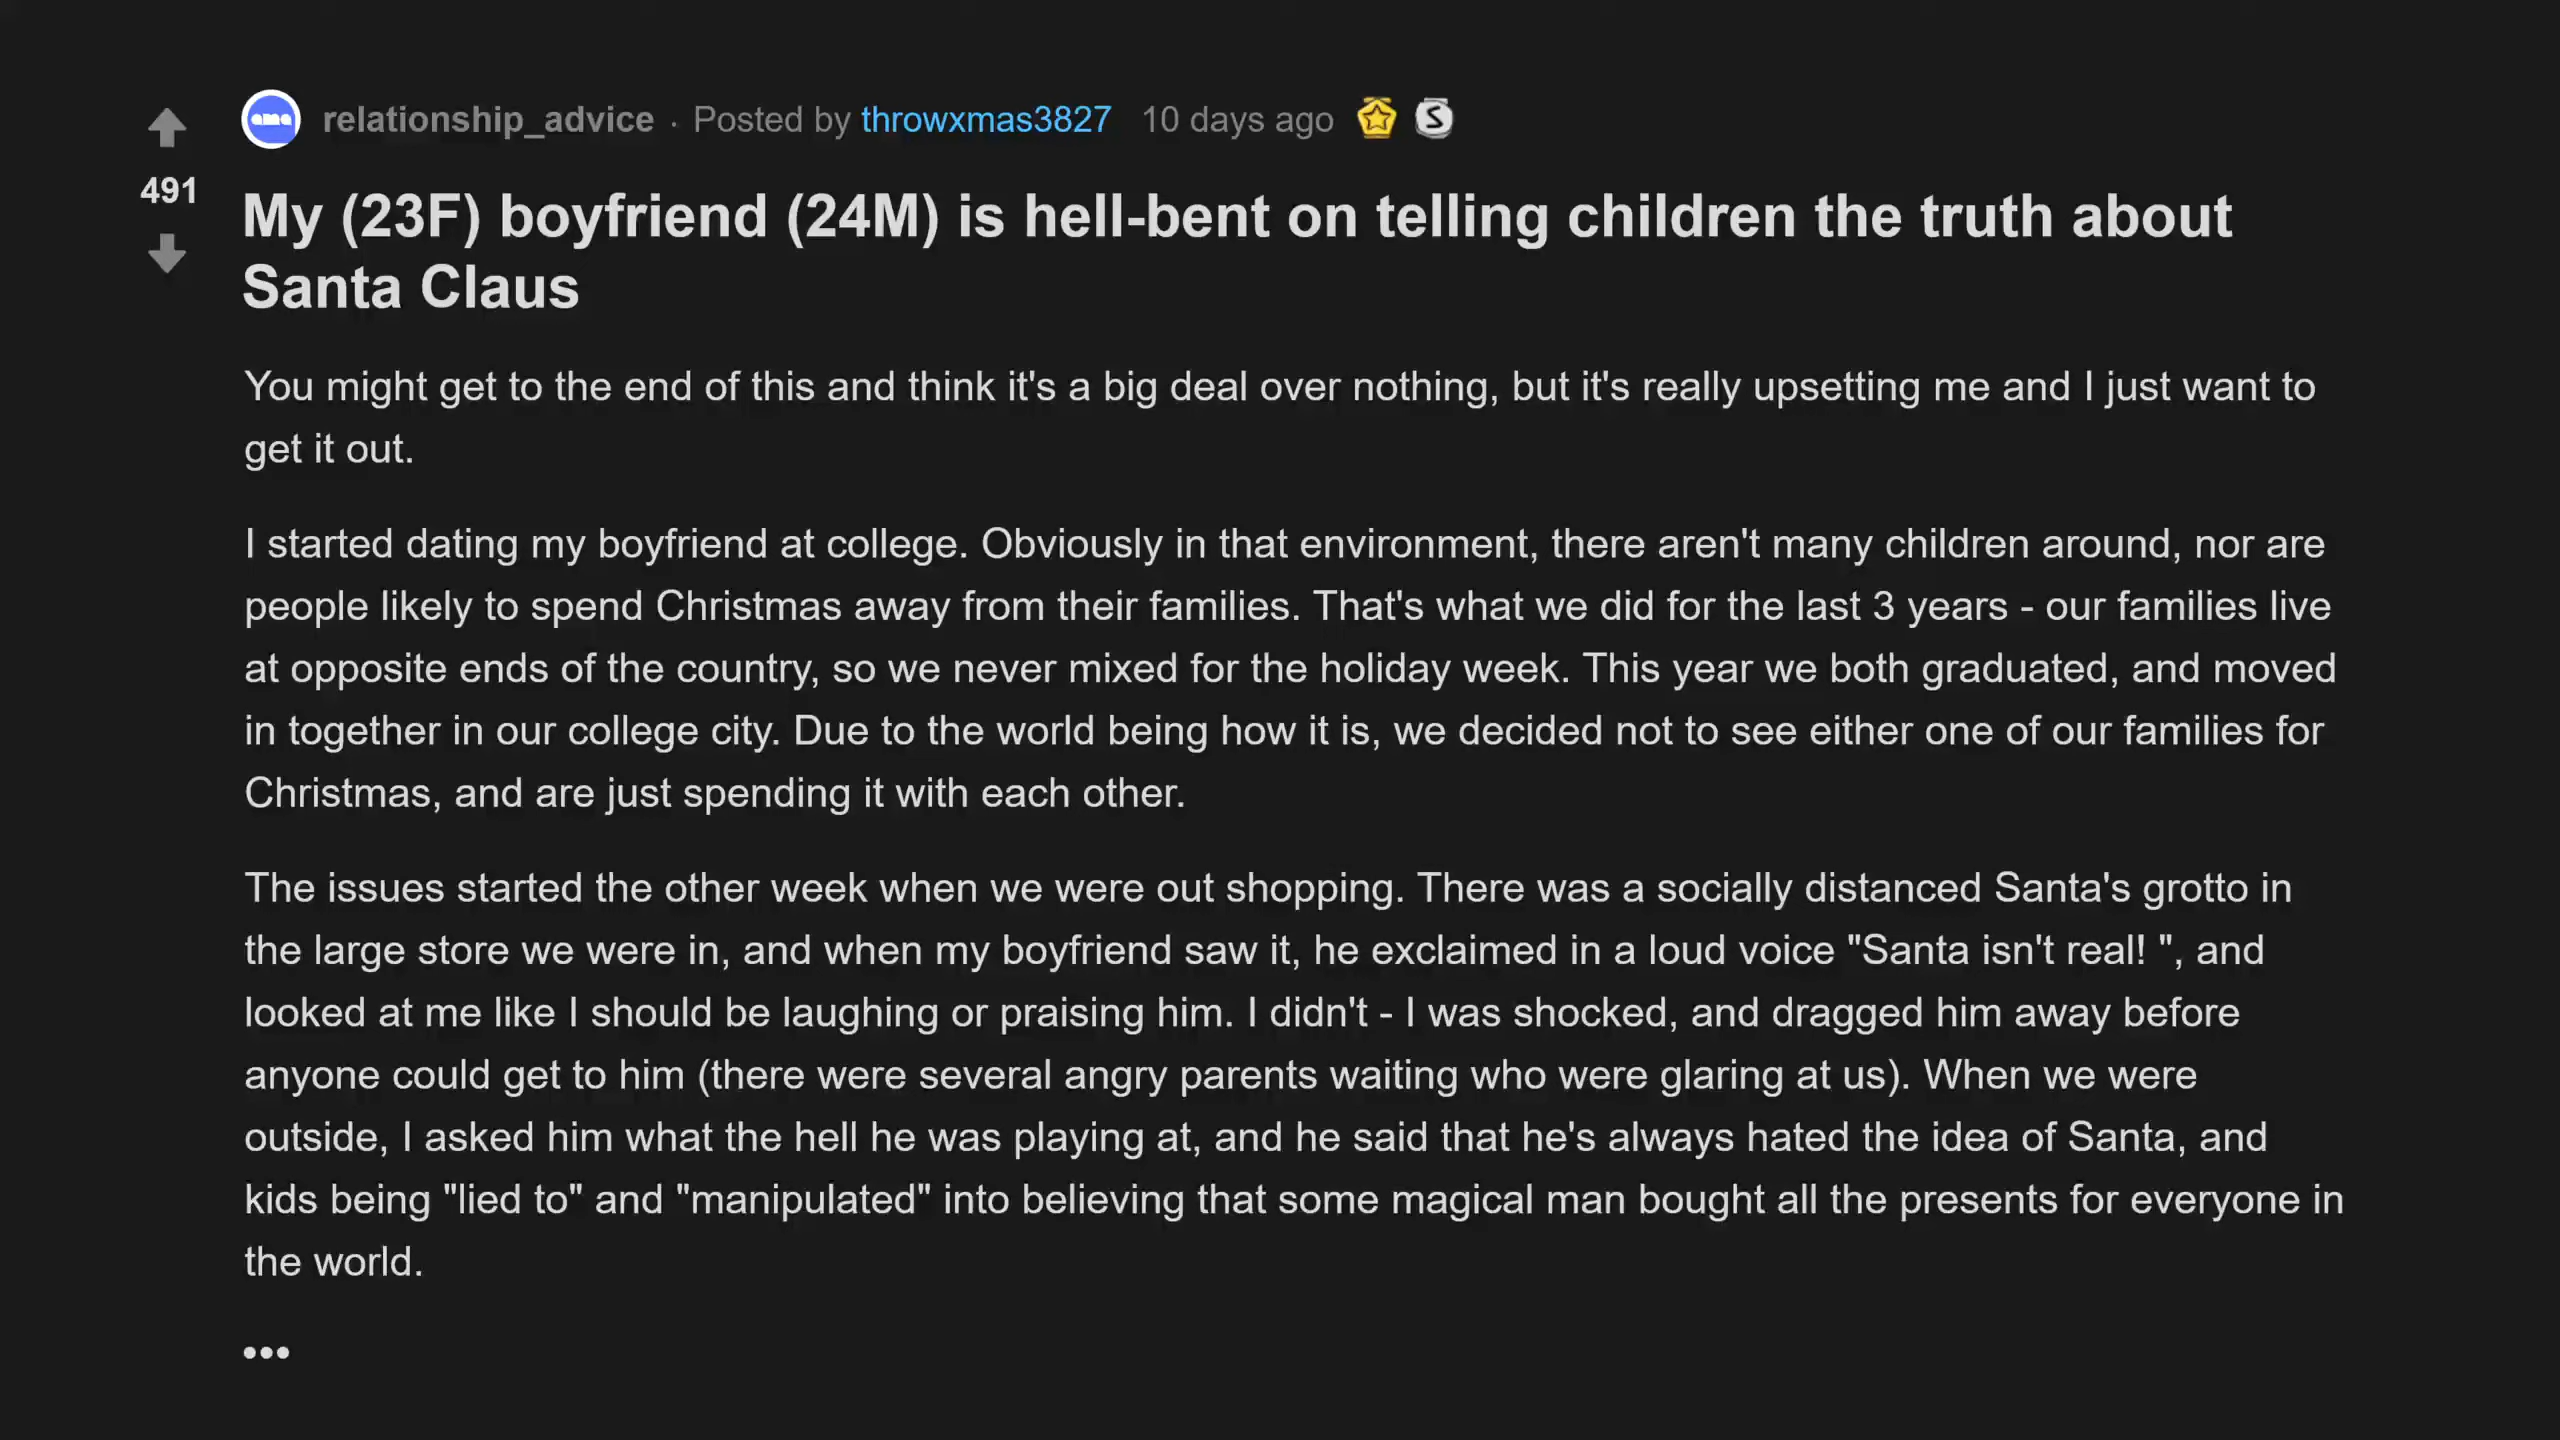 relationship_advice · Posted by throwxmas3827 10 days ago
491
My (23F) boyfriend (24M) is hell-bent on telling children the truth about
Santa Claus
You might get to the end of this and think it's a big deal over nothing, but it's really upsetting me and I just want to
get it out.
I started dating my boyfriend at college. Obviously in that environment, there aren't many children around, nor are
people likely to spend Christmas away from their families. That's what we did for the last 3 years - our families live
at opposite ends of the country, so we never mixed for the holiday week. This year we both graduated, and moved
in together in our college city. Due to the world being how it is, we decided not to see either one of our families for
Christmas, and are just spending it with each other.
The issues started the other week when we were out shopping. There was a socially distanced Santa's grotto in
the large store we were in, and when my boyfriend saw it, he exclaimed in a loud voice "Santa isn't real! ", and
looked at me like I should be laughing or praising him. I didn't - I was shocked, and dragged him away before
anyone could get to him (there were several angry parents waiting who were glaring at us). When we were
outside, I asked him what the hell he was playing at, and he said that he's always hated the idea of Santa, and
kids being "lied to" and "manipulated" into believing that some magical man bought all the presents for everyone in
the world.
•••